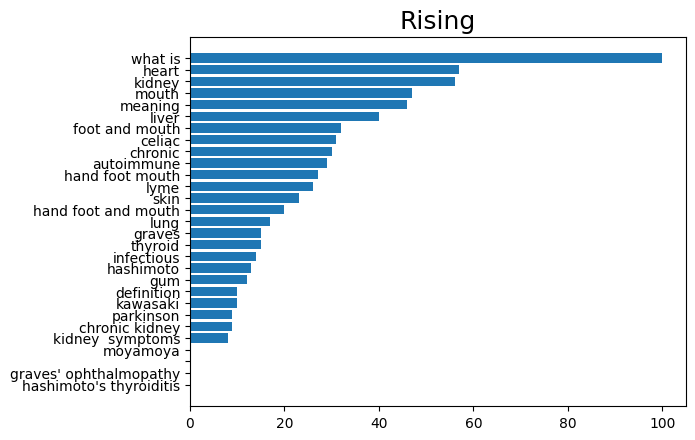 Rising
what is
heart
kidney
mouth
meaning
liver
foot and mouth
celiac
chronic
autoimmune
hand foot mouth
lyme
skin
hand foot and mouth
lung
graves
thyroid
infectious
hashimoto
gum
definition
kawasaki
parkinson
chronic kidney
kidney  symptoms
moyamoya
graves' ophthalmopathy
hashimoto's thyroiditis
0 20 40 60 80 100